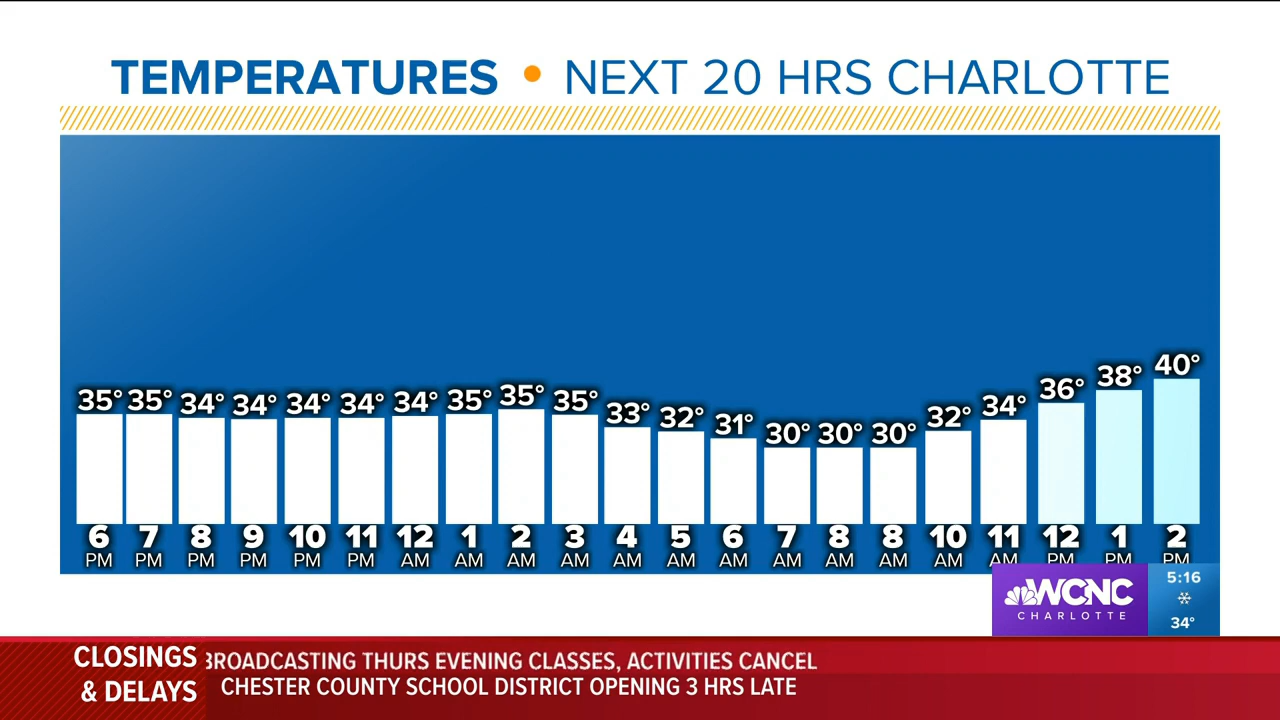 TEMPERATURES • NEXT 20 HRS CHARLOTTE
35° 35° 34° 34° 34° 34° 34° 35° 35° 35° 33° 32° 31° 30° 30° 30° 32° 34° 36° 38° 40°
6 7 8 9 10 11 12 1 2 3 4 5 6 7 8 8 10 11 12 1 2
PM PM PM PM PM PM AM AM AM AM AM AM AM AM AM AM AM AM PM PM PM
WCNC
CHARLOTTE
5:16
34°
CLOSINGS
& DELAYS
BROADCASTING THURS EVENING CLASSES, ACTIVITIES CANCEL
CHESTER COUNTY SCHOOL DISTRICT OPENING 3 HRS LATE